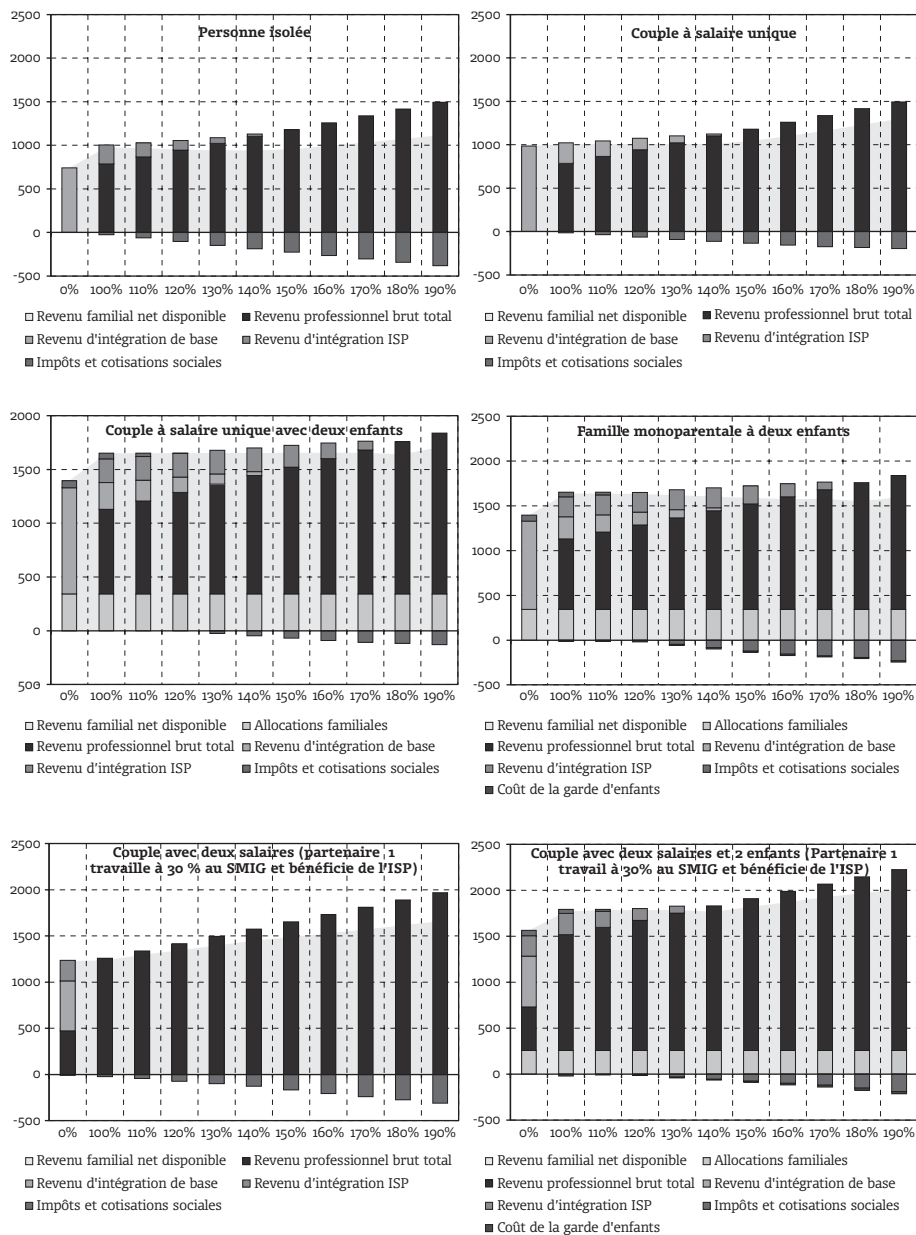 Personne isolée
2500
2000
1500
1000
500
0
-500
0% 100% 110% 120% 130% 140% 150% 160% 170% 180% 190%
Revenu familial net disponible Revenu professionnel brut total
Revenu d'intégration de base Revenu d'intégration ISP
Impôts et cotisations sociales
Couple à salaire unique
2500
2000
1500
1000
500
0
-500
0% 100% 110% 120% 130% 140% 150% 160% 170% 180% 190%
Revenu familial net disponible Revenu professionnel brut total
Revenu d'intégration de base Revenu d'intégration ISP
Impôts et cotisations sociales
Couple à salaire unique avec deux enfants
2000
1500
1000
500
0
500
0% 100% 110% 120% 130% 140% 150% 160% 170% 180% 190%
Revenu familial net disponible Allocations familiales
Revenu professionnel brut total Revenu d'intégration de base
Revenu d'intégration ISP Impôts et cotisations sociales
Famille monoparentale à deux enfants
2500
2000
1500
1000
500
0
-500
0% 100% 110% 120% 130% 140% 150% 160% 170% 180% 190%
Revenu familial net disponible Allocations familiales
Revenu professionnel brut total Revenu d'intégration de base
Revenu d'intégration ISP Impôts et cotisations sociales
Coût de la garde d'enfants
Couple avec deux salaires (partenaire 1
travaille à 30 % au SMIG et bénéficie de l'ISP)
2500
2000
1500
1000
500
0
-500
0% 100% 110% 120% 130% 140% 150% 160% 170% 180% 190%
Revenu familial net disponible Revenu professionnel brut total
Revenu d'intégration de base Revenu d'intégration ISP
Impôts et cotisations sociales
Couple avec deux salaires et 2 enfants (Partenaire 1
travail à 30% au SMIG et bénéficie de l'ISP)
2500
2000
1500
1000
500
0
-500
0% 100% 110% 120% 130% 140% 150% 160% 170% 180% 190%
Revenu familial net disponible Allocations familiales
Revenu professionnel brut total Revenu d'intégration de base
Revenu d'intégration ISP Impôts et cotisations sociales
Coût de la garde d'enfants